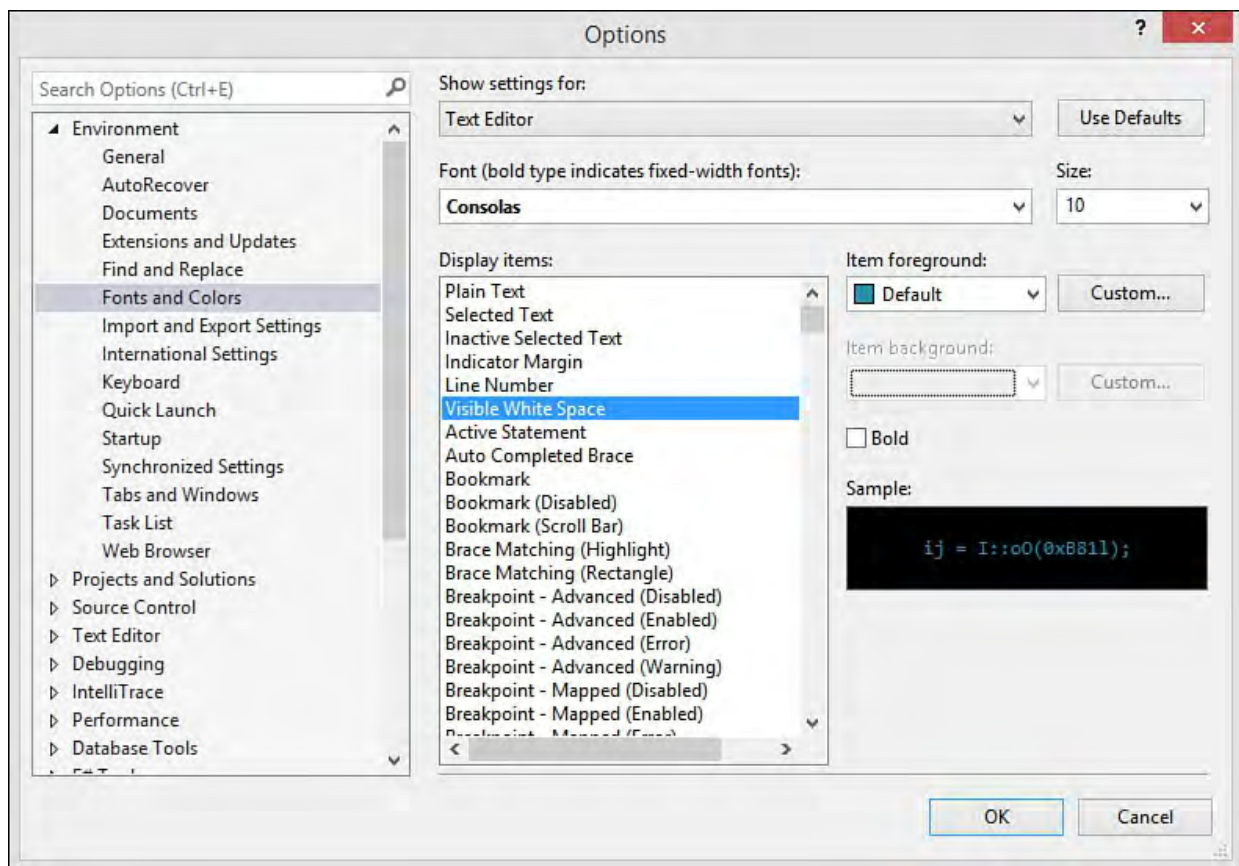 Options
?
Search Options (Ctrl+E)
Environment
General
AutoRecover
Documents
Extensions and Updates
Find and Replace
Fonts and Colors
Import and Export Settings
International Settings
Keyboard
Quick Launch
Startup
Synchronized Settings
Tabs and Windows
Task List
Web Browser
Projects and Solutions
Source Control
Text Editor
Debugging
IntelliTrace
Performance
Database Tools
Show settings for:
Text Editor
Use Defaults
Font (bold type indicates fixed-width fonts):
Size:
Consolas
10
Display items:
Plain Text
Selected Text
Inactive Selected Text
Indicator Margin
Line Number
Visible White Space
Active Statement
Auto Completed Brace
Bookmark
Bookmark (Disabled)
Bookmark (Scroll Bar)
Brace Matching (Highlight)
Brace Matching (Rectangle)
Breakpoint - Advanced (Disabled)
Breakpoint - Advanced (Enabled)
Breakpoint - Advanced (Error)
Breakpoint - Advanced (Warning)
Breakpoint - Mapped (Disabled)
Breakpoint - Mapped (Enabled)
Breakpoint - Mapped (Error)
Item foreground:
Default
Custom...
Item background:
Custom...
Bold
Sample:
ij = I::oO(0xB81l);
OK
Cancel